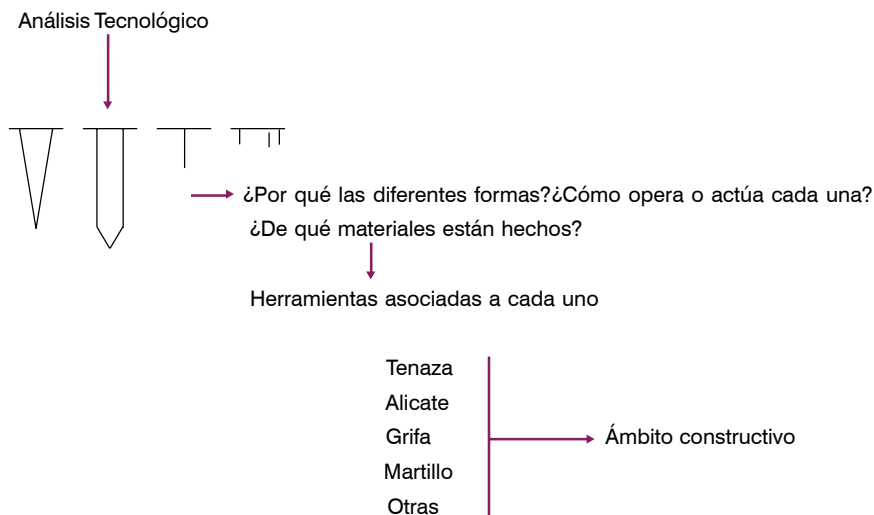 Análisis Tecnológico
¿Por qué las diferentes formas?¿Cómo opera o actúa cada una?
¿De qué materiales están hechos?
Herramientas asociadas a cada uno
Tenaza
Alicate
Grifa
Ámbito constructivo
Martillo
Otras